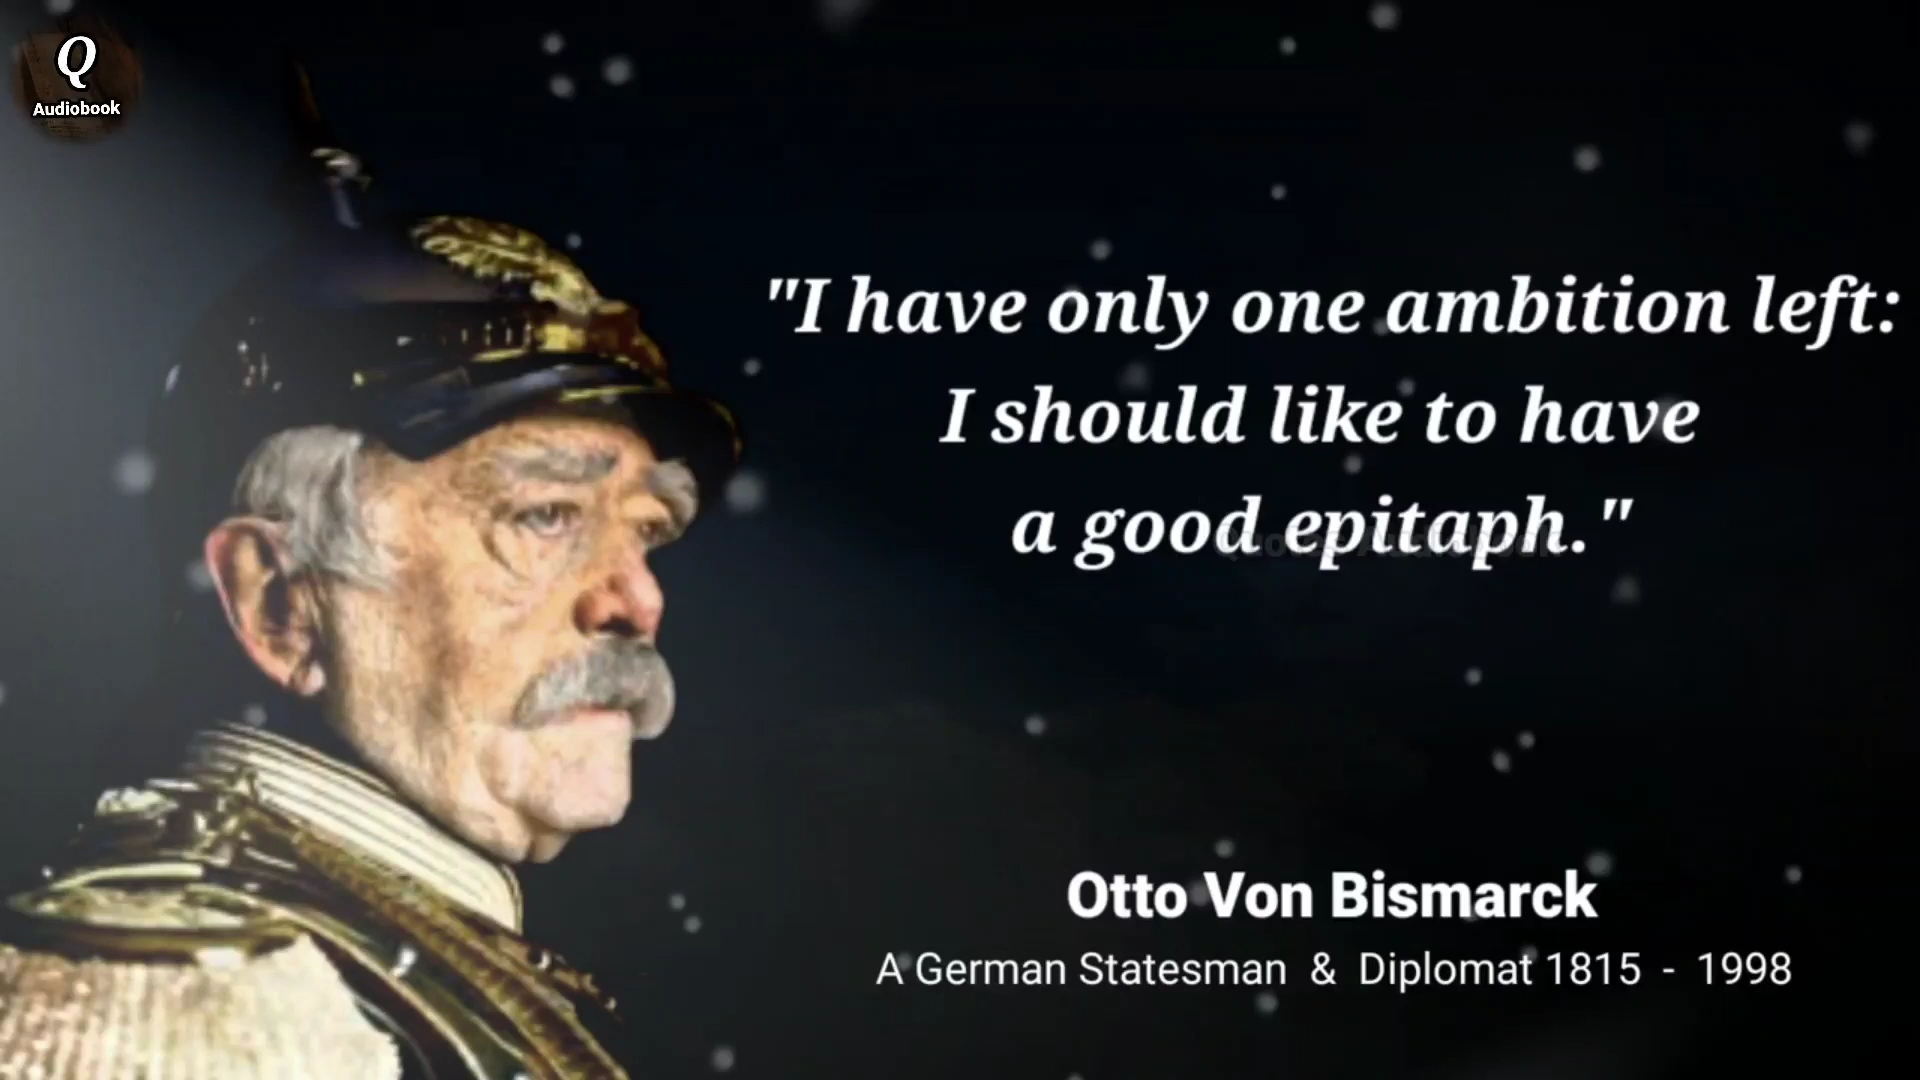 Q
Audiobook
"I have only one ambition left:
I should like to have
a good epitaph."
Otto Von Bismarck
A German Statesman & Diplomat 1815 - 1998